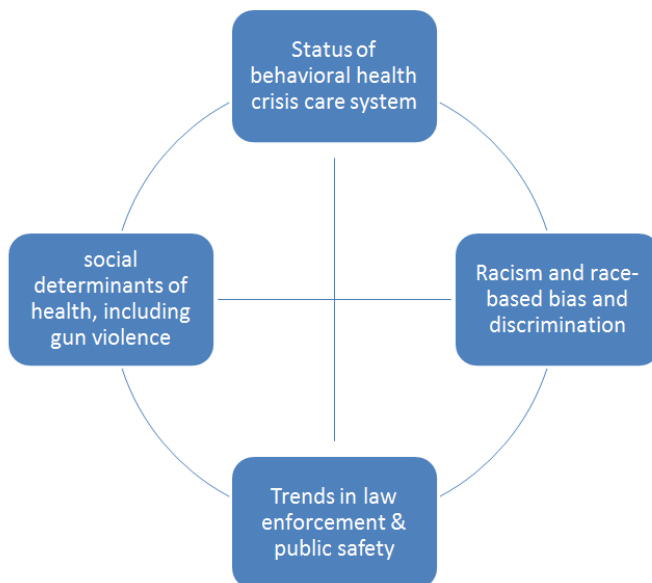 Status of
behavioral health
crisis care system
social
determinants of
health, including
gun violence
Racism and race-
based bias and
discrimination
Trends in law
enforcement &
public safety